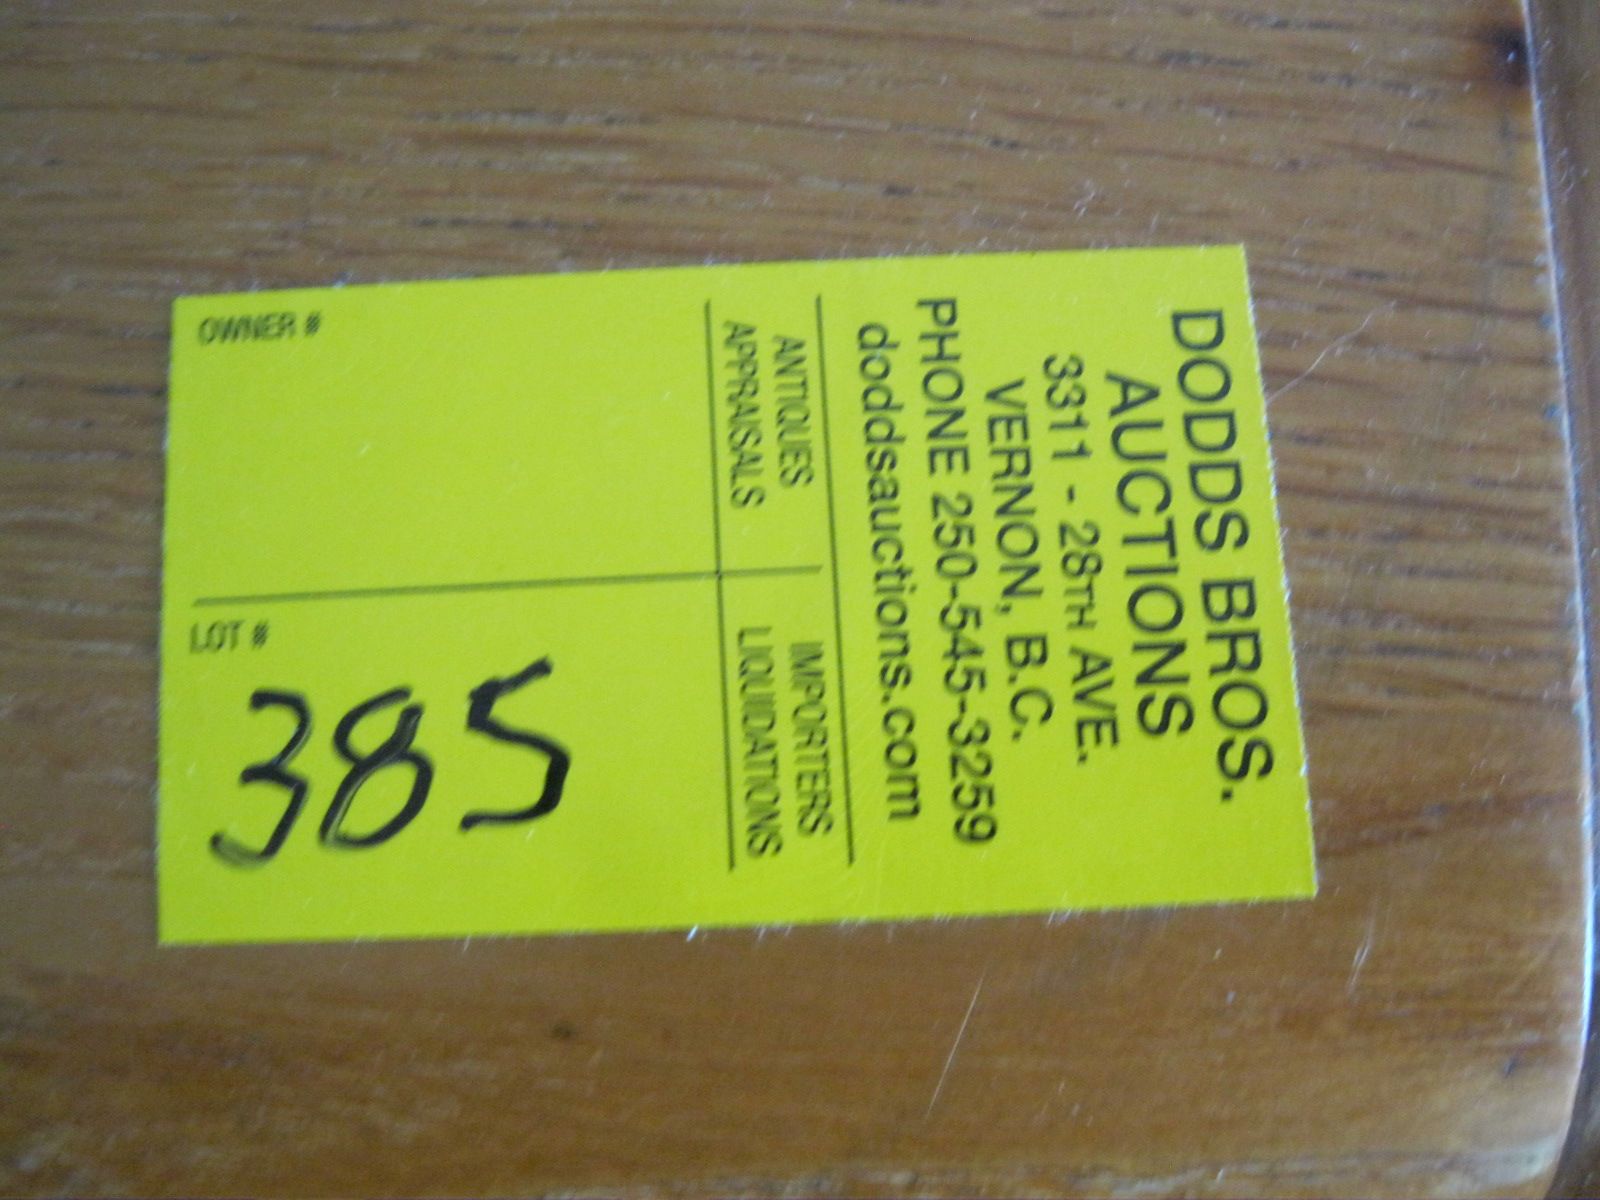 DODDS BROS.
AUCTIONS
3311 - 28TH AVE.
VERNON, B.C.
PHONE 250-545-3259
doddsauctions.com
ANTIQUES IMPORTERS
APPRAISALS LIQUIDATIONS
OWNER #
LOT #
385